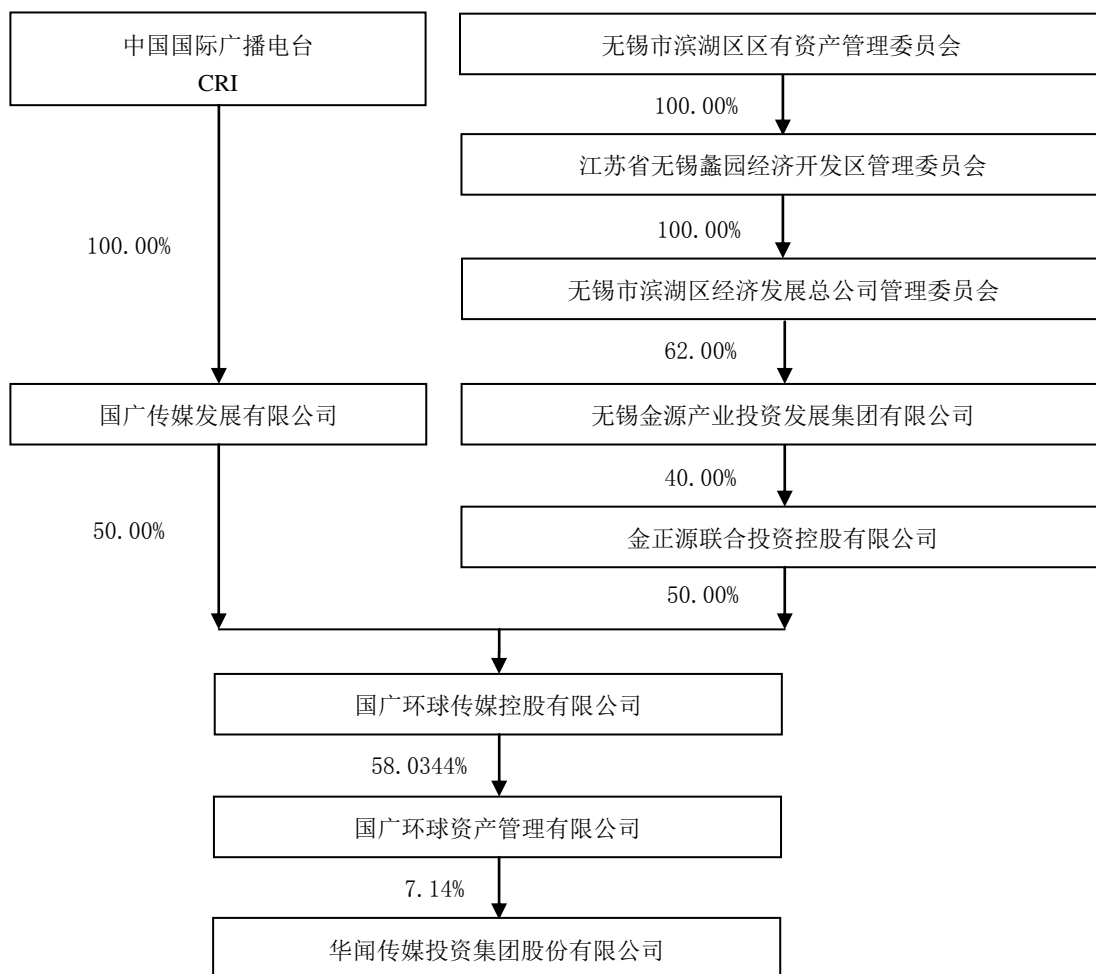 中国国际广播电台
CRI
无锡市滨湖区区有资产管理委员会
100.00%
江苏省无锡蠡园经济开发区管理委员会
100.00%
100.00%
无锡市滨湖区经济发展总公司管理委员会
62.00%
国广传媒发展有限公司
无锡金源产业投资发展集团有限公司
40.00%
50.00%
金正源联合投资控股有限公司
50.00%
国广环球传媒控股有限公司
58.0344%
国广环球资产管理有限公司
7.14%
华闻传媒投资集团股份有限公司